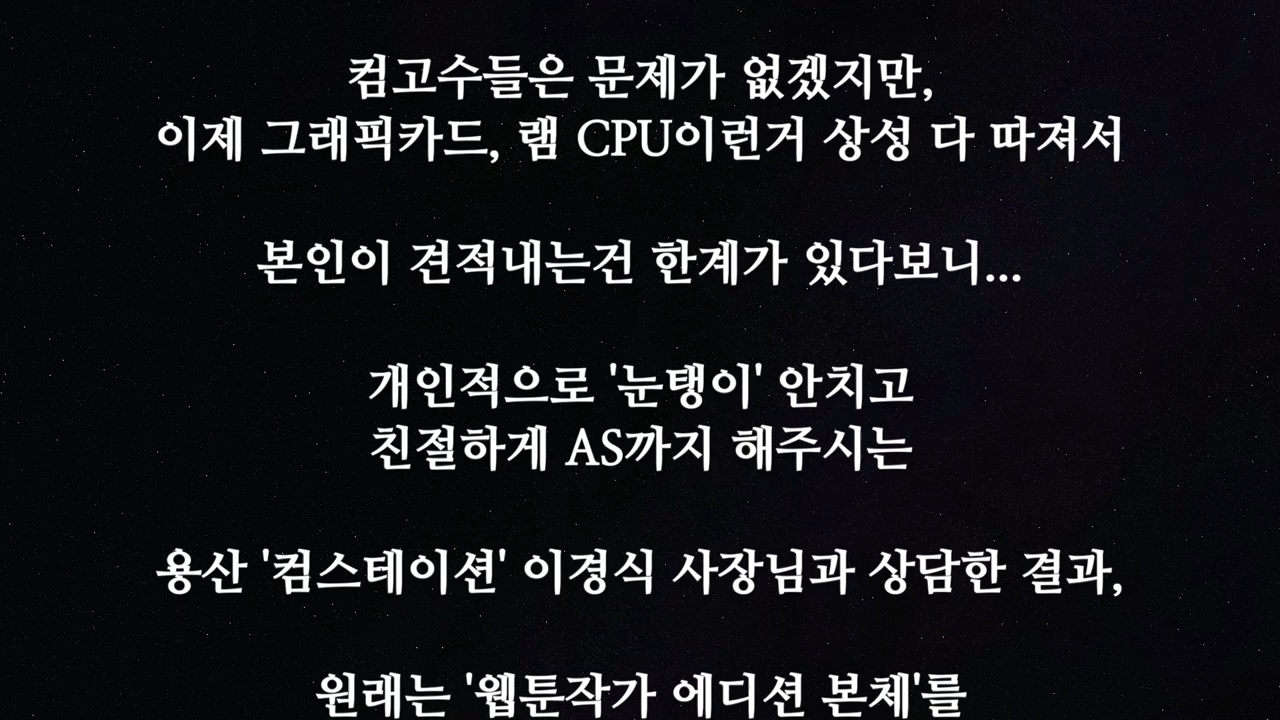 컴고수들은 문제가 없겠지만,
이제 그래픽카드, 램 CPU이런거 상성 다 따져서
본인이 견적내는건 한계가 있다보니...
개인적으로 '눈탱이' 안치고
친절하게 AS까지 해주시는
용산 '컴스테이션' 이경식 사장님과 상담한 결과,
원래는 '웹툰작가 에디션 본체'를